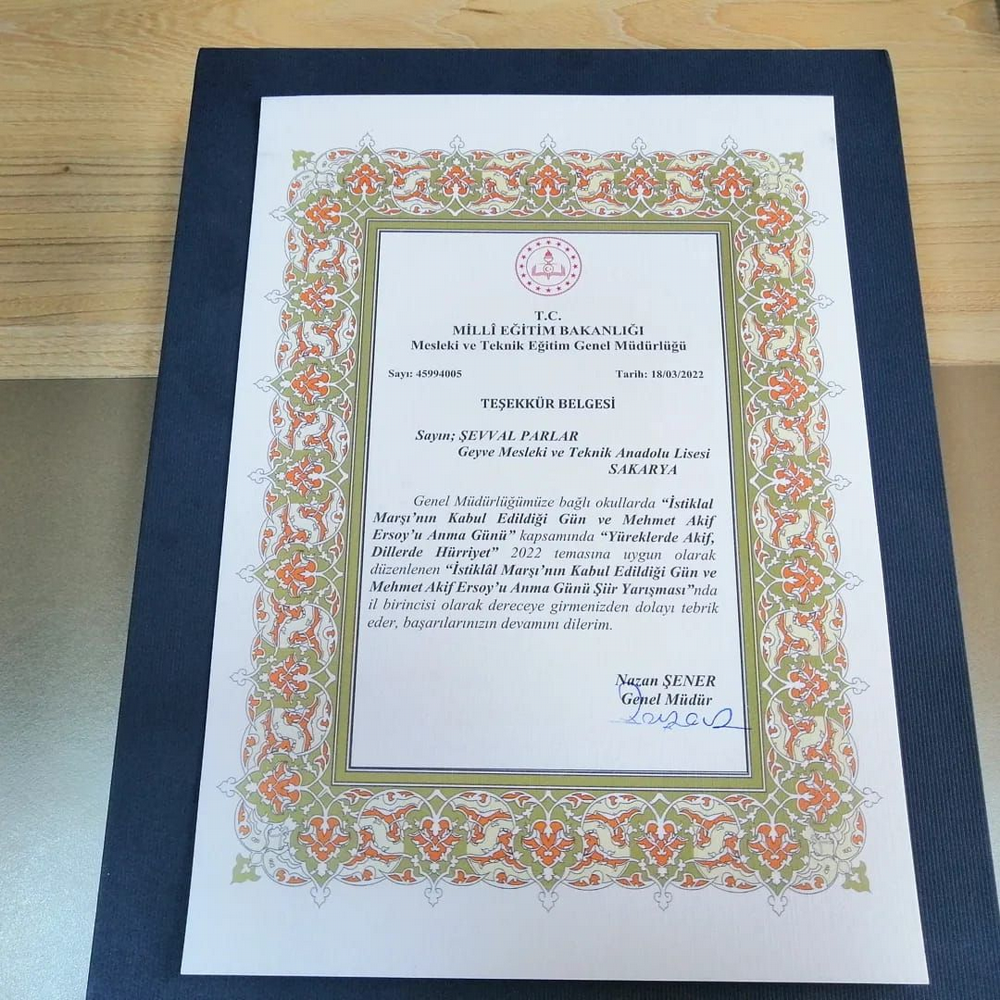 T.C.
MİLLÎ EĞİTİM BAKANLIĞI
Mesleki ve Teknik Eğitim Genel Müdürlüğü
Sayı: 45994005 Tarih: 18/03/2022
TEŞEKKÜR BELGESİ
Sayın; ŞEVVAL PARLAR
Geyve Mesleki ve Teknik Anadolu Lisesi
SAKARYA
Genel Müdürlüğümüze bağlı okullarda “İstiklal
Marşı’nın Kabul Edildiği Gün ve Mehmet Akif
Ersoy’u Anma Günü” kapsamında “Yüreklerde Akif,
Dillerde Hürriyet” 2022 temasına uygun olarak
düzenlenen “İstiklâl Marşı’nın Kabul Edildiği Gün ve
Mehmet Akif Ersoy’u Anma Günü Şiir Yarışması”nda
il birincisi olarak dereceye girmenizden dolayı tebrik
eder, başarılarınızın devamını dilerim.
Nazan ŞENER
Genel Müdür